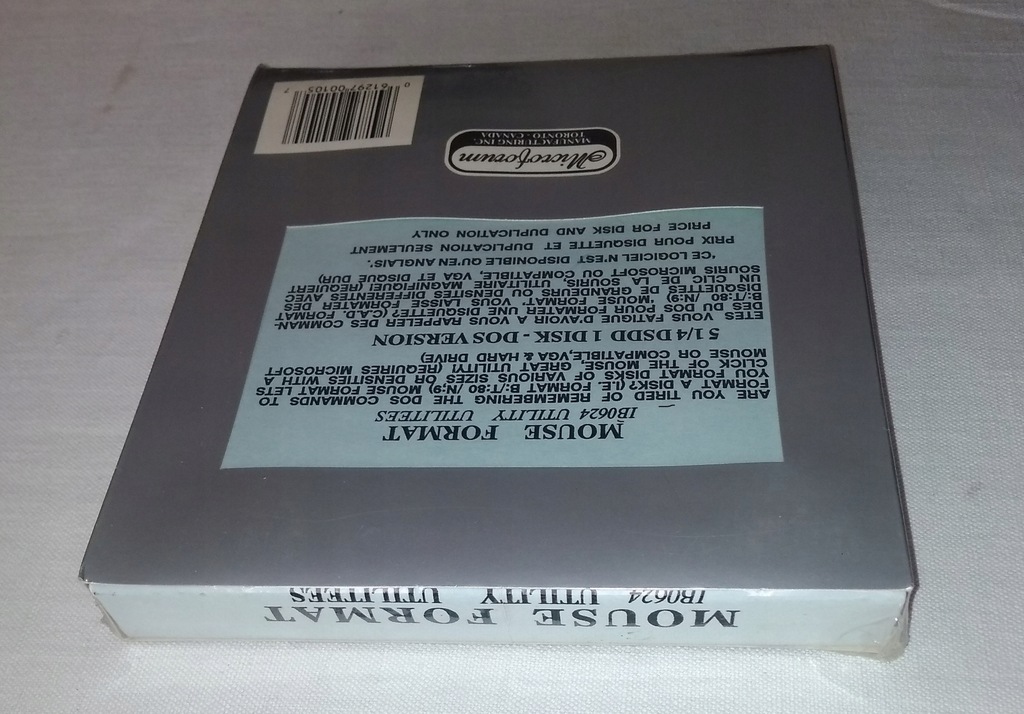 MOUSE FORMAT
IB0624 UTILITY UTILITEES
ARE YOU TIRED OF REMEMBERING THE DOS COMMANDS TO
FORMAT A DISK? (I.E. FORMAT B:/T:80 /N:9) MOUSE FORMAT LETS
YOU FORMAT DISKS OF VARIOUS SIZES OR DENSITIES WITH A
CLICK OF THE MOUSE, GREAT UTILITY! (REQUIRES MICROSOFT
MOUSE OR COMPATIBLE,VGA & HARD DRIVE)
5 1/4 DSDD 1 DISK - DOS VERSION
ETES VOUS FATIGUE D'AVOIR A VOUS RAPPELER DES COMMAN-
DES DU DOS POUR FORMATER UNE DISQUETTE? (C.A.D. FORMAT
B:/T:80 /N:9) 'MOUSE FORMAT' VOUS LAISSE FORMATER DES
DISQUETTES DE GRANDEURS OU DENSITES DIFFERENTES AVEC
UN CLIC DE LA SOURIS, UTILITAIRE MAGNIFIQUE! (REQUIERT
SOURIS MICROSOFT OU COMPATIBLE, VGA ET DISQUE DUR)
'CE LOGICIEL N'EST DISPONIBLE QU'EN ANGLAIS'.
PRIX POUR DISQUETTE ET DUPLICATION SEULEMENT
PRICE FOR DISK AND DUPLICATION ONLY
Microforum
MANUFACTURING INC.
TORONTO - CANADA
0 61297 00105 7
MOUSE FORMAT
IB0624 UTILITY UTILITEES